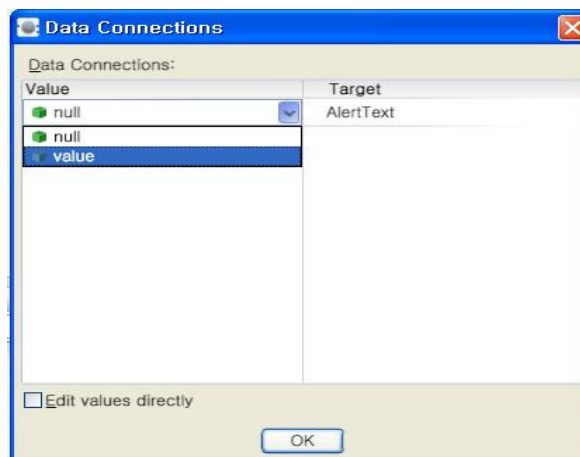 Data Connections
Data Connections:
Value Target
null AlertText
null
value
Edit values directly
OK